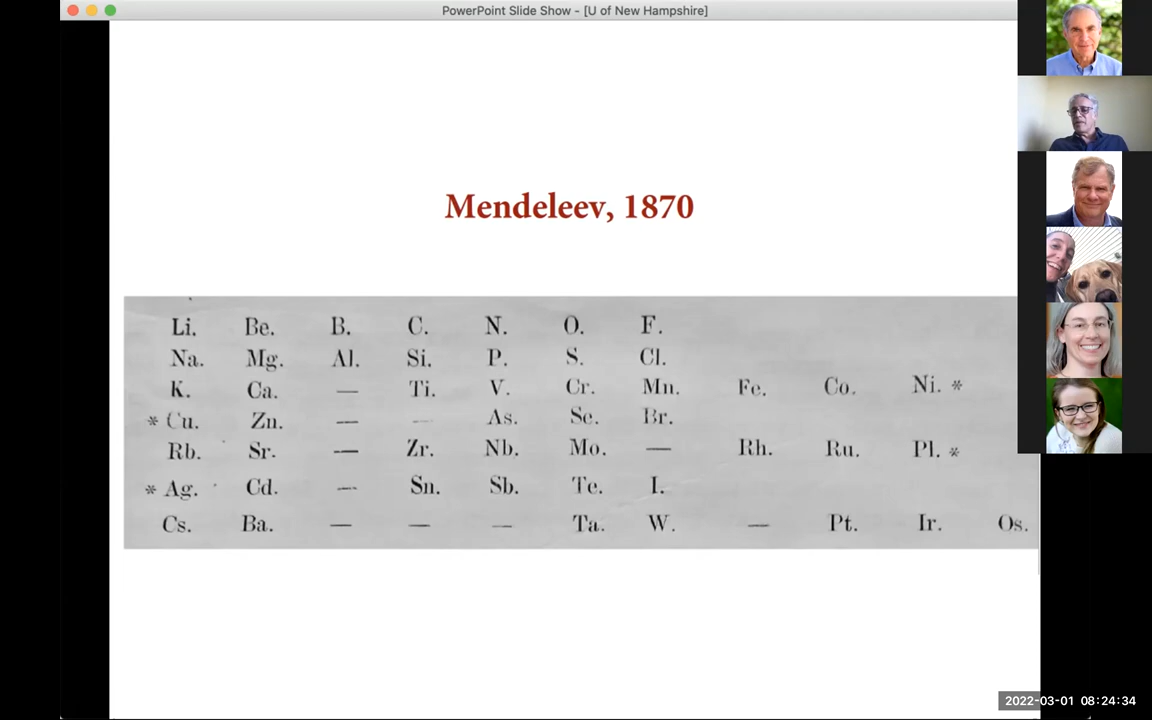 PowerPoint Slide Show - [U of New Hampshire]
Mendeleev, 1870
Li. Be. B. C. N. O. F.
Na. Mg. Al. Si. P. S. Cl.
K. Ca. — Ti. V. Cr. Mn. Fe. Co. Ni. *
* Cu. Zn. — — As. Se. Br.
Rb. Sr. — Zr. Nb. Mo. — Rh. Ru. Pl. *
* Ag. Cd. — Sn. Sb. Te. I.
Cs. Ba. — — — Ta. W. — Pt. Ir. Os.
2022-03-01 08:24:34